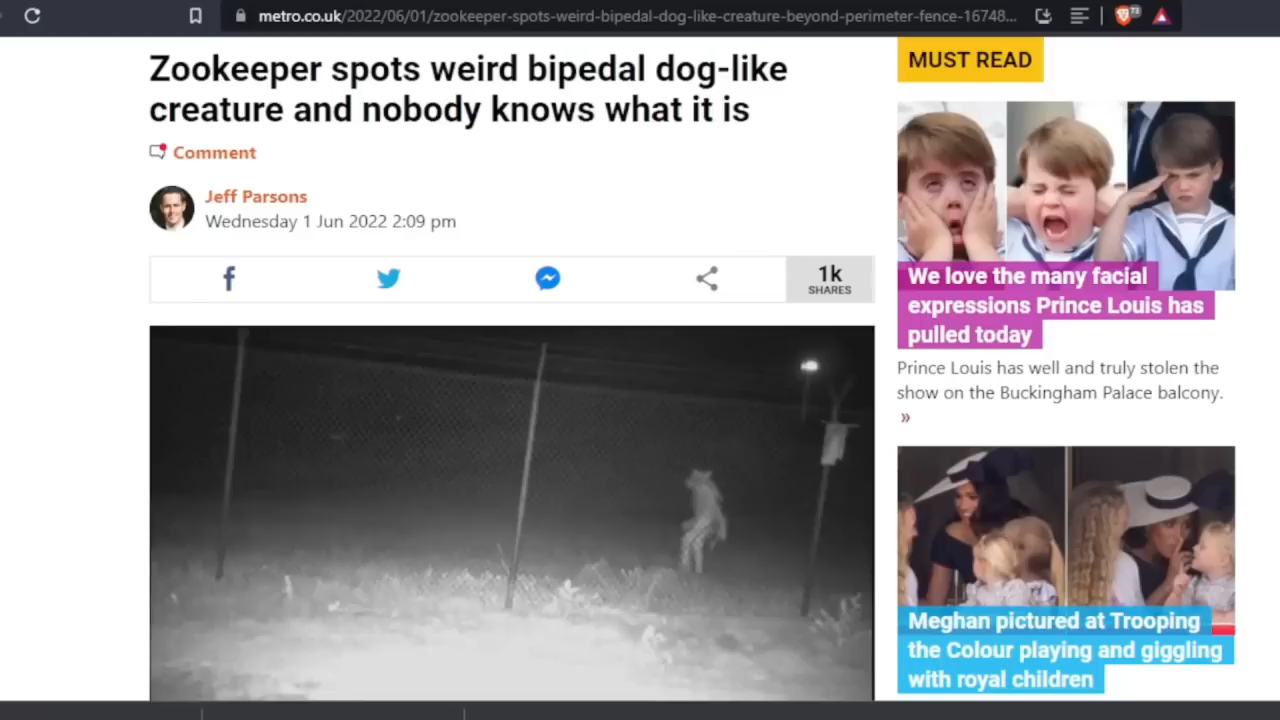 metro.co.uk/2022/06/01/zookeeper-spots-weird-bipedal-dog-like-creature-beyond-perimeter-fence-16748...
73
Zookeeper spots weird bipedal dog-like
creature and nobody knows what it is
Comment
Jeff Parsons
Wednesday 1 Jun 2022 2:09 pm
1k
SHARES
MUST READ
We love the many facial
expressions Prince Louis has
pulled today
Prince Louis has well and truly stolen the
show on the Buckingham Palace balcony.
»
Meghan pictured at Trooping
the Colour playing and giggling
with royal children